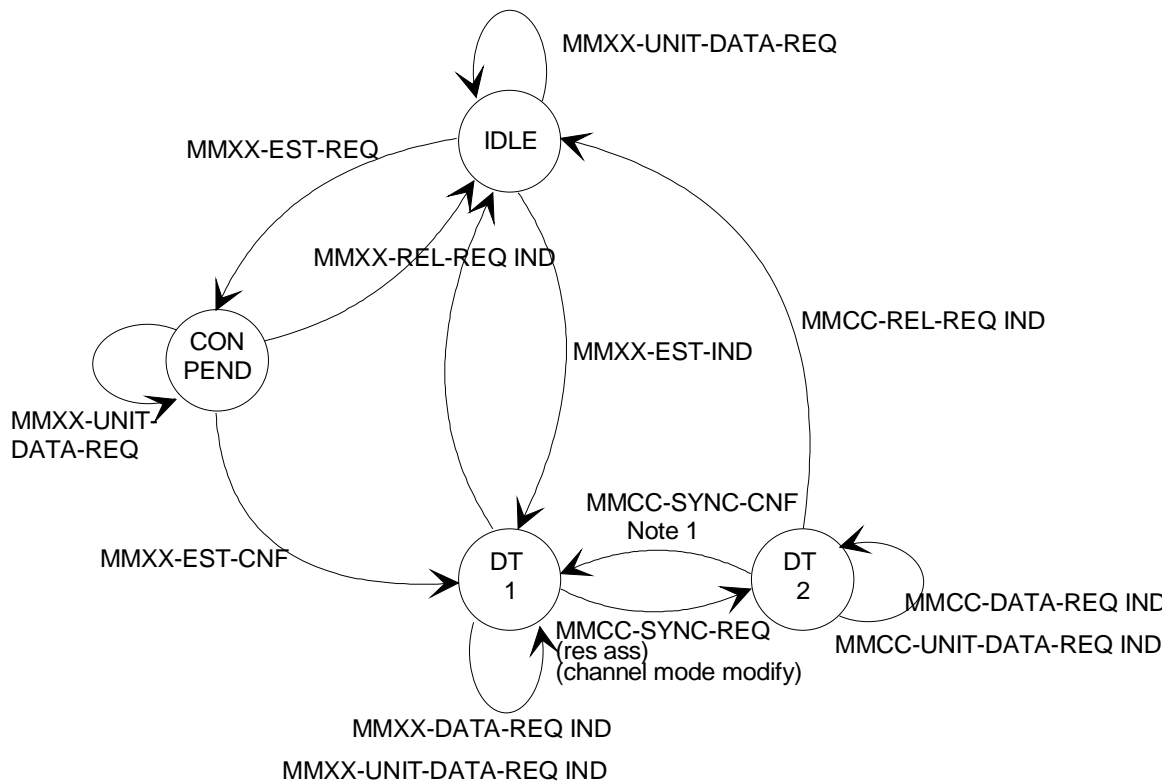 MMXX-UNIT-DATA-REQ
IDLE
MMXX-EST-REQ
MMXX-REL-REQ IND
MMCC-REL-REQ IND
MMXX-EST-IND
CON
PEND
MMXX-UNIT-
DATA-REQ
MMCC-SYNC-CNF
Note 1
MMXX-EST-CNF
DT
1
DT
2
MMCC-DATA-REQ IND
MMCC-UNIT-DATA-REQ IND
MMCC-SYNC-REQ
(res ass)
(channel mode modify)
MMXX-DATA-REQ IND
MMXX-UNIT-DATA-REQ IND